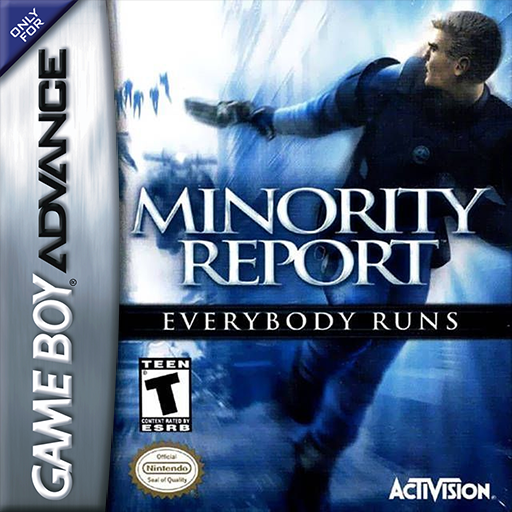 ONLY
FOR
GAME BOY ADVANCE
MINORITY
REPORT
EVERYBODY RUNS
TEEN
T
CONTENT RATED BY
ESRB
Official
Nintendo
Seal of Quality
ACTIVISION